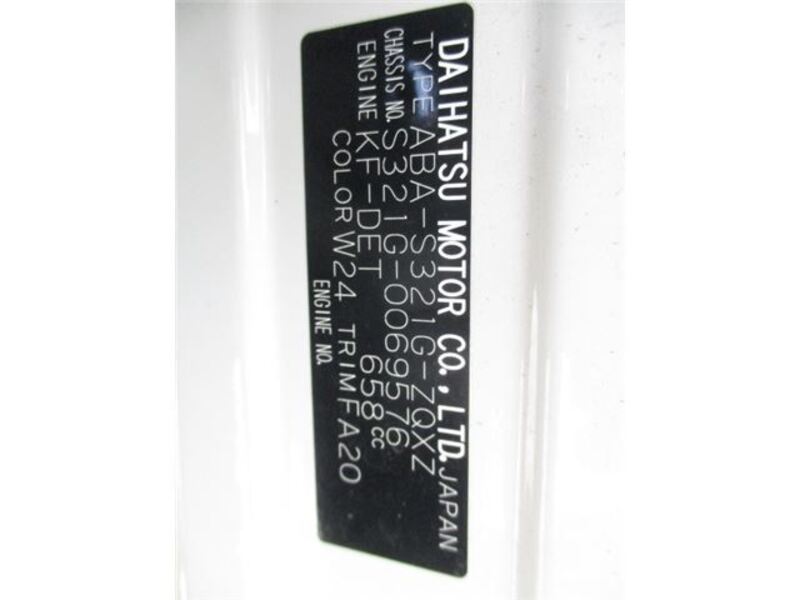 DAIHATSU MOTOR CO., LTD. JAPAN
TYPE ABA-S321G-ZQXZ
CHASSIS NO. S321G-0069576
ENGINE KF-DET 658cc
COLOR W24 TRIM FA20
ENGINE NO.